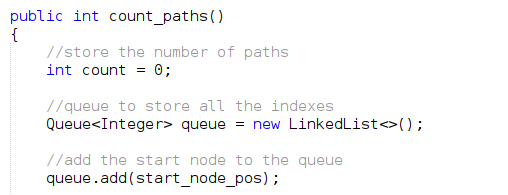 public int count_paths()
{
//store the number of paths
int count = 0;
//queue to store all the indexes
Queue<Integer> queue = new LinkedList<>();
//add the start node to the queue
queue.add(start_node_pos);